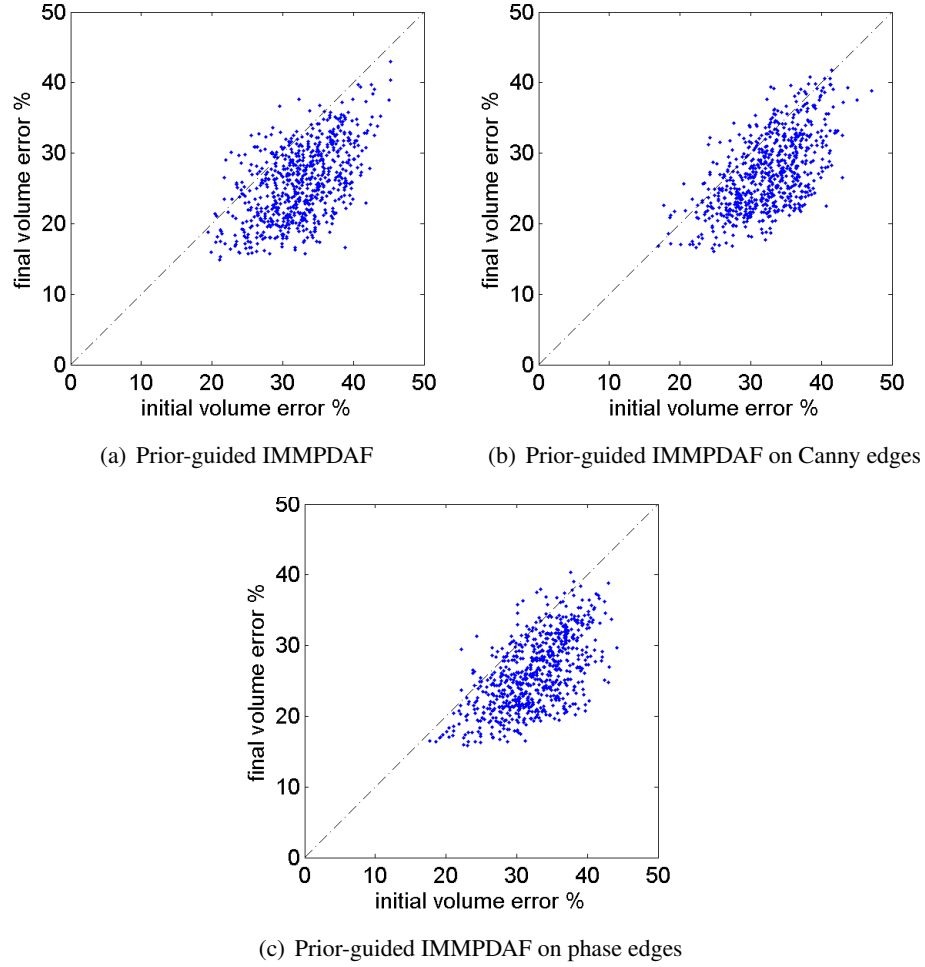 50
40
30
20
10
0
final volume error %
0 10 20 30 40 50
initial volume error %
(a) Prior-guided IMMPDAF
50
40
30
20
10
0
final volume error %
0 10 20 30 40 50
initial volume error %
(b) Prior-guided IMMPDAF on Canny edges
50
40
30
20
10
0
final volume error %
0 10 20 30 40 50
initial volume error %
(c) Prior-guided IMMPDAF on phase edges